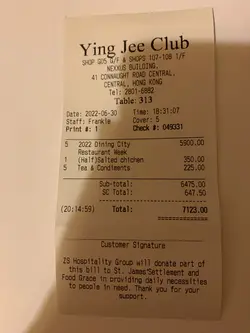 Ying Jee Club
SHOP G05 G/F & SHOPS 107-108 1/F
NEXXUS BUILDING,
41 CONNAUGHT ROAD CENTRAL,
CENTRAL, HONG KONG
Tel: 2801-6882
Table: 313
Date: 2022-06-30 Time: 18:31:07
Staff: Frankie Cover: 5
Print #: 1 Check #: 049031
5 2022 Dining City 5900.00
Restaurant Week
1 (Half)Salted chicken 350.00
5 Tea & Condiments 225.00
Sub-total: 6475.00
SC Total: 647.50
(20:14:59) Total: 7123.00
=============
Customer Signature
ZS Hospitality Group will donate part of
this bill to St. James'Settlement and
Food Grace in providing daily necessities
to people in need. Thank you for your
support.